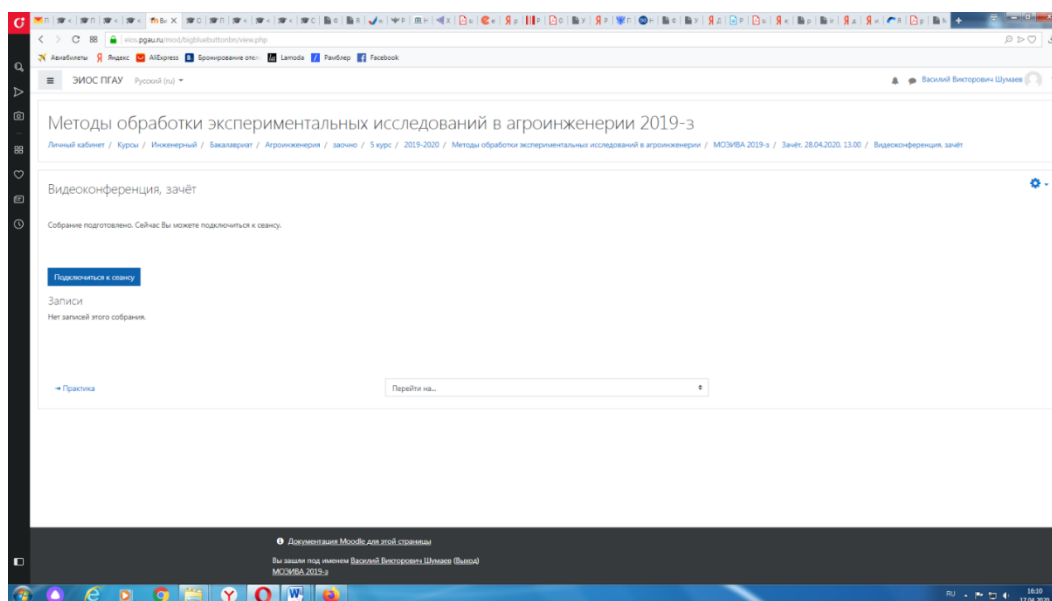 eios.pgau.ru/mod/bigbluebuttonbn/view.php
Авиабилеты Яндекс AliExpress Бронирование отел Lamoda Рамблер Facebook
ЭИОС ПГАУ Русский (ru) Василий Викторович Шумаев
Методы обработки экспериментальных исследований в агроинженерии 2019-з
Личный кабинет / Курсы / Инженерный / Бакалавриат / Агроинженерия / заочно / 5 курс / 2019-2020 / Методы обработки экспериментальных исследований в агроинженерии / МОЭИВА 2019-з / Зачёт, 28.04.2020, 13.00 / Видеоконференция, зачёт
Видеоконференция, зачёт
Собрание подготовлено. Сейчас Вы можете подключиться к сеансу.
Подключиться к сеансу
Записи
Нет записей этого собрания.
Практика Перейти на...
Документация Moodle для этой страницы
Вы зашли под именем Василий Викторович Шумаев (Выход)
МОЭИВА 2019-з
RU 16:10
17.04.2020